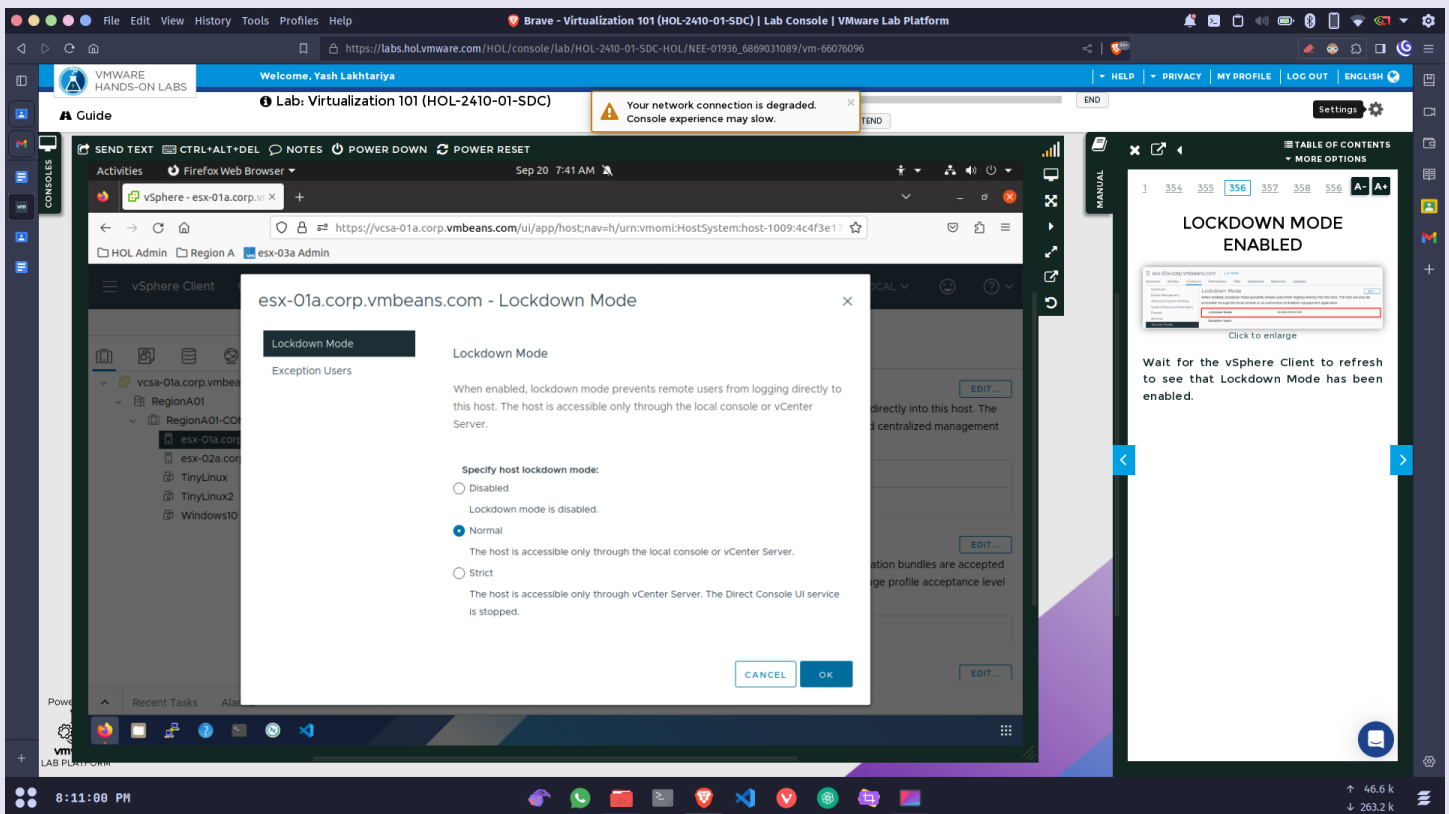 File Edit View History Tools Profiles Help
Brave - Virtualization 101 (HOL-2410-01-SDC) | Lab Console | VMware Lab Platform
https://labs.hol.vmware.com/HOL/console/lab/HOL-2410-01-SDC-HOL/NEE-01936_6869031089/vm-66076096
99+
VMWARE
HANDS-ON LABS
Welcome, Yash Lakhtariya
HELP
PRIVACY
MY PROFILE
LOG OUT
ENGLISH
Guide
Lab: Virtualization 101 (HOL-2410-01-SDC)
Your network connection is degraded.
Console experience may slow.
TEND
END
Settings
CONSOLES
SEND TEXT CTRL+ALT+DEL NOTES POWER DOWN POWER RESET
Activities Firefox Web Browser Sep 20 7:41 AM
vSphere - esx-01a.corp.v
https://vcsa-01a.corp.vmbeans.com/ui/app/host;nav=h/urn:vmomi:HostSystem:host-1009:4c4f3e17
HOL Admin Region A esx-03a Admin
vSphere Client
OCAL
vcsa-01a.corp.vmbea
RegionA01
RegionA01-COM
esx-01a.corp
esx-02a.corp
TinyLinux
TinyLinux2
Windows10
esx-01a.corp.vmbeans.com - Lockdown Mode
Lockdown Mode
Exception Users
Lockdown Mode
When enabled, lockdown mode prevents remote users from logging directly to
this host. The host is accessible only through the local console or vCenter
Server.
Specify host lockdown mode:
Disabled
Lockdown mode is disabled.
Normal
The host is accessible only through the local console or vCenter Server.
Strict
The host is accessible only through vCenter Server. The Direct Console UI service
is stopped.
CANCEL OK
EDIT...
directly into this host. The
d centralized management
EDIT...
ation bundles are accepted
ge profile acceptance level
EDIT...
Recent Tasks Ala
MANUAL
TABLE OF CONTENTS
MORE OPTIONS
1 354 355 356 357 358 556 A- A+
LOCKDOWN MODE
ENABLED
Lockdown Mode
Click to enlarge
Wait for the vSphere Client to refresh
to see that Lockdown Mode has been
enabled.
Powe
vm
LAB PLATFORM
8:11:00 PM
↑ 46.6 k
↓ 263.2 k